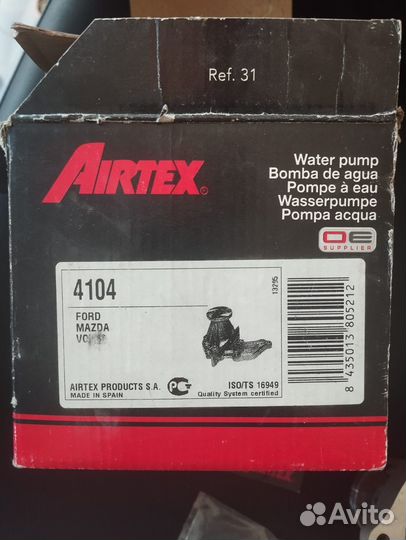 Ref. 31
AIRTEX®
Water pump
Bomba de agua
Pompe à eau
Wasserpumpe
Pompa acqua
OE
SUPPLIER
4104
FORD
MAZDA
13295
8 435013 805212
AIRTEX PRODUCTS S.A.
MADE IN SPAIN
ISO/TS 16949
Quality System certified
Avito